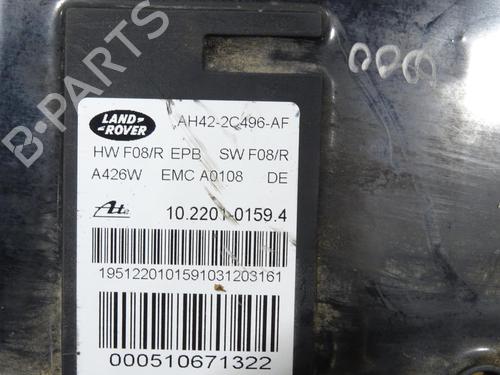 LAND
ROVER
AH42-2C496-AF
HW F08/R EPB SW F08/R
A426W EMC A0108 DE
Ate 10.2201-0159.4
1951220101591031203161
000510671322